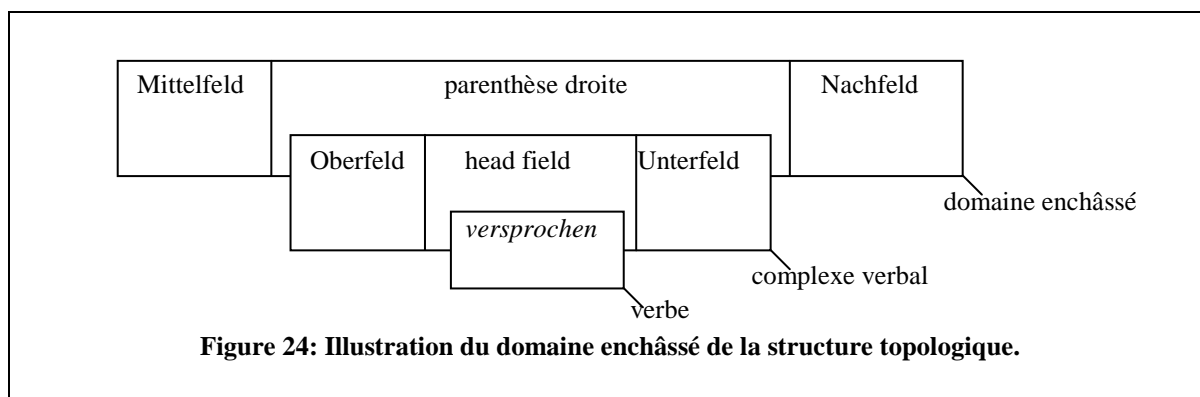 Mittelfeld parenthèse droite Nachfeld
Oberfeld head field Unterfeld
domaine enchâssé
versprochen
complexe verbal
verbe
Figure 24: Illustration du domaine enchâssé de la structure topologique.